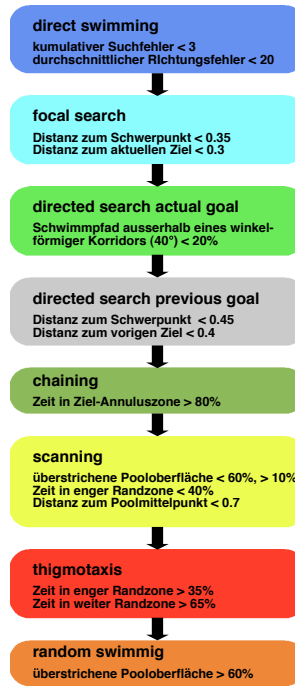 direct swimming
kumulativer Suchfehler < 3
durchschnittlicher RIchtungsfehler < 20
focal search
Distanz zum Schwerpunkt < 0.35
Distanz zum aktuellen Ziel < 0.3
directed search actual goal
Schwimmpfad ausserhalb eines winkel-
förmiger Korridors (40°) < 20%
directed search previous goal
Distanz zum Schwerpunkt < 0.45
Distanz zum vorigen Ziel < 0.4
chaining
Zeit in Ziel-Annuluszone > 80%
scanning
überstrichene Pooloberfläche < 60%, > 10%
Zeit in enger Randzone < 40%
Distanz zum Poolmittelpunkt < 0.7
thigmotaxis
Zeit in enger Randzone > 35%
Zeit in weiter Randzone > 65%
random swimmig
überstrichene Pooloberfläche > 60%